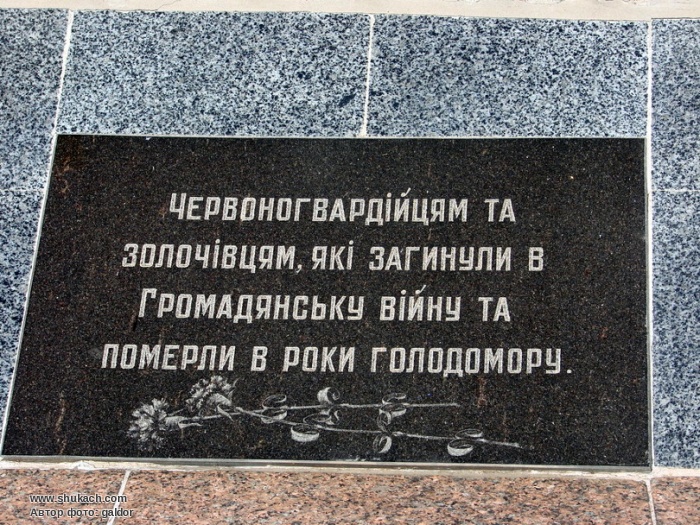 Червоногвардійцям та
золочівцям, які загинули в
Громадянську війну та
померли в роки голодомору.
www.shukach.com
Автор фото: galdor